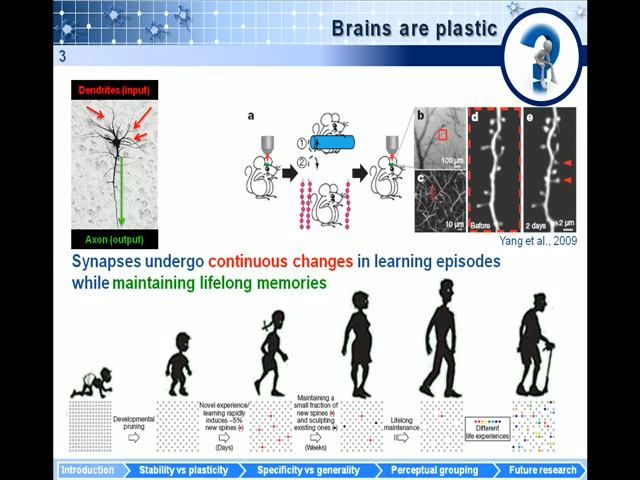 Brains are plastic
3
Dendrites (input)
Axon (output)
a
1
2
b
100 µm
c
10 µm
d
Before
e
2 days
2 µm
Yang et al., 2009
Synapses undergo continuous changes in learning episodes
while maintaining lifelong memories
Developmental
pruning
Novel experience/
learning rapidly
induces ~5%
new spines (•)
(Days)
Maintaining a
small fraction of
new spines (•)
and sculpting
existing ones (•)
(Weeks)
Lifelong
maintenance
Different
life experiences
Introduction
Stability vs plasticity
Specificity vs generality
Perceptual grouping
Future research